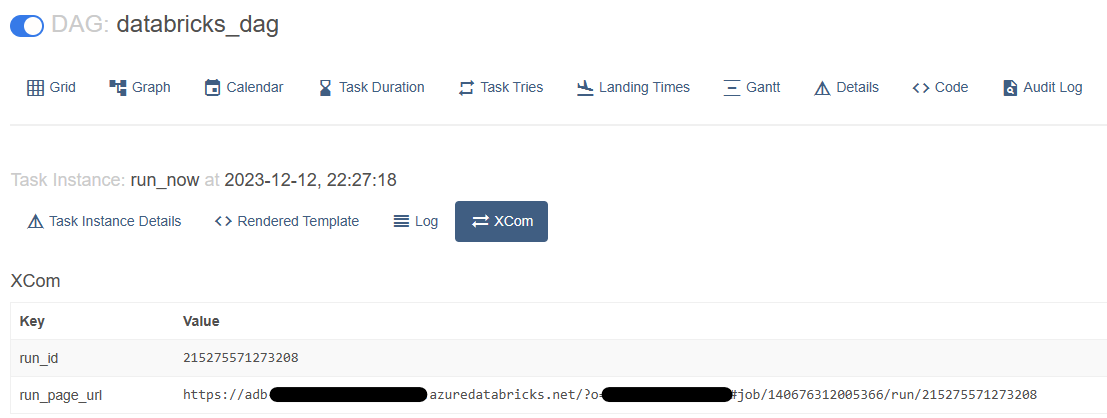 DAG: databricks_dag
Grid Graph Calendar Task Duration Task Tries Landing Times Gantt Details Code Audit Log
Task Instance: run_now at 2023-12-12, 22:27:18
Task Instance Details Rendered Template Log XCom
XCom
Key Value
run_id 215275571273208
run_page_url https://adb azuredatabricks.net/?o= #job/140676312005366/run/215275571273208